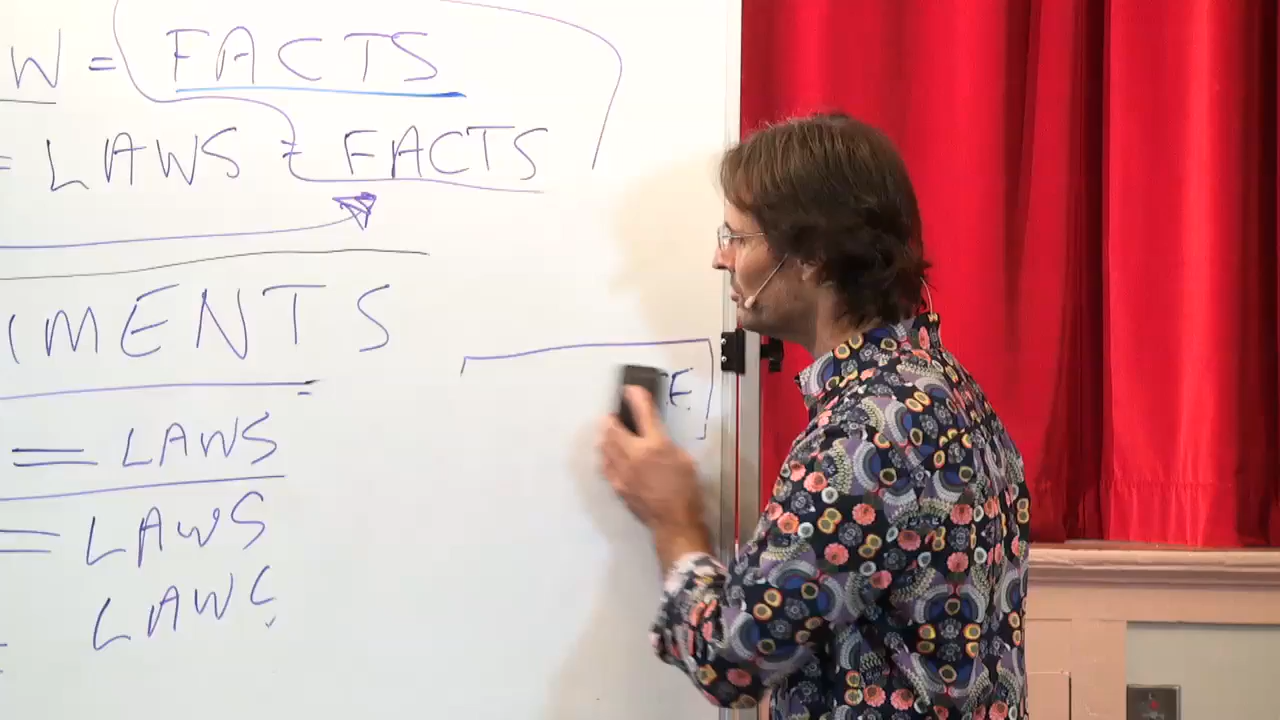 W = FACTS
= LAWS FACTS
IMENTS
E.
= LAWS
= LAWS
LAWS